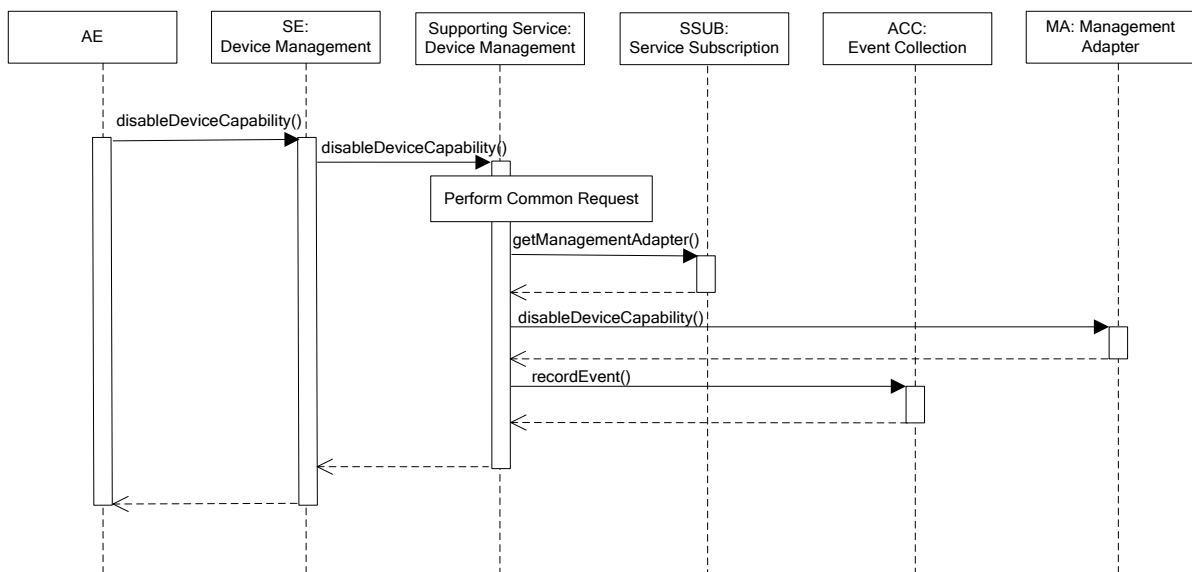 AE
SE:
Device Management
Supporting Service:
Device Management
SSUB:
Service Subscription
ACC:
Event Collection
MA: Management
Adapter
disableDeviceCapability()
disableDeviceCapability()
Perform Common Request
getManagementAdapter()
disableDeviceCapability()
recordEvent()